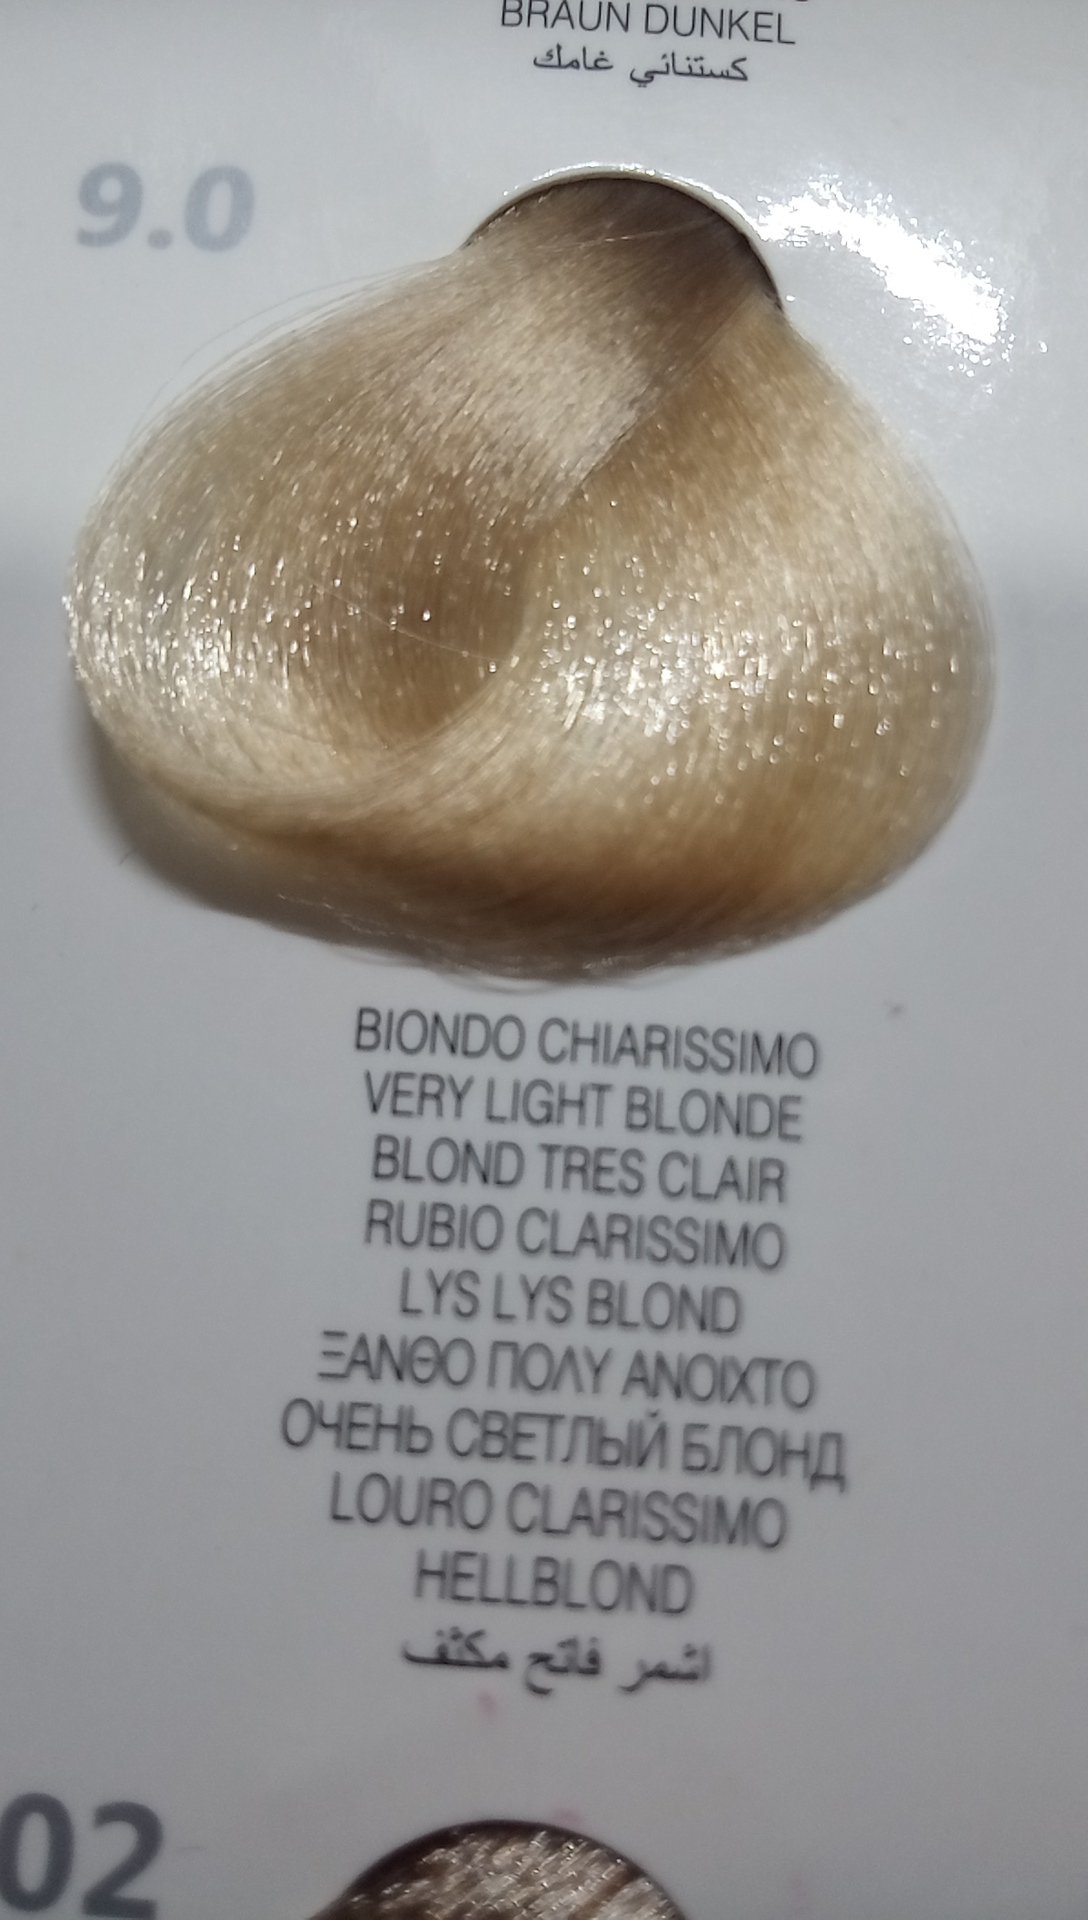 BRAUN DUNKEL
كستنائي غامك
9.0
BIONDO CHIARISSIMO
VERY LIGHT BLONDE
BLOND TRES CLAIR
RUBIO CLARISSIMO
LYS LYS BLOND
ΞΑΝΘΟ ΠΟΛΥ ΑΝΟΙΧΤΟ
ОЧЕНЬ СВЕТЛЫЙ БЛОНД
LOURO CLARISSIMO
HELLBLOND
اشمر فاتح مكثف
02